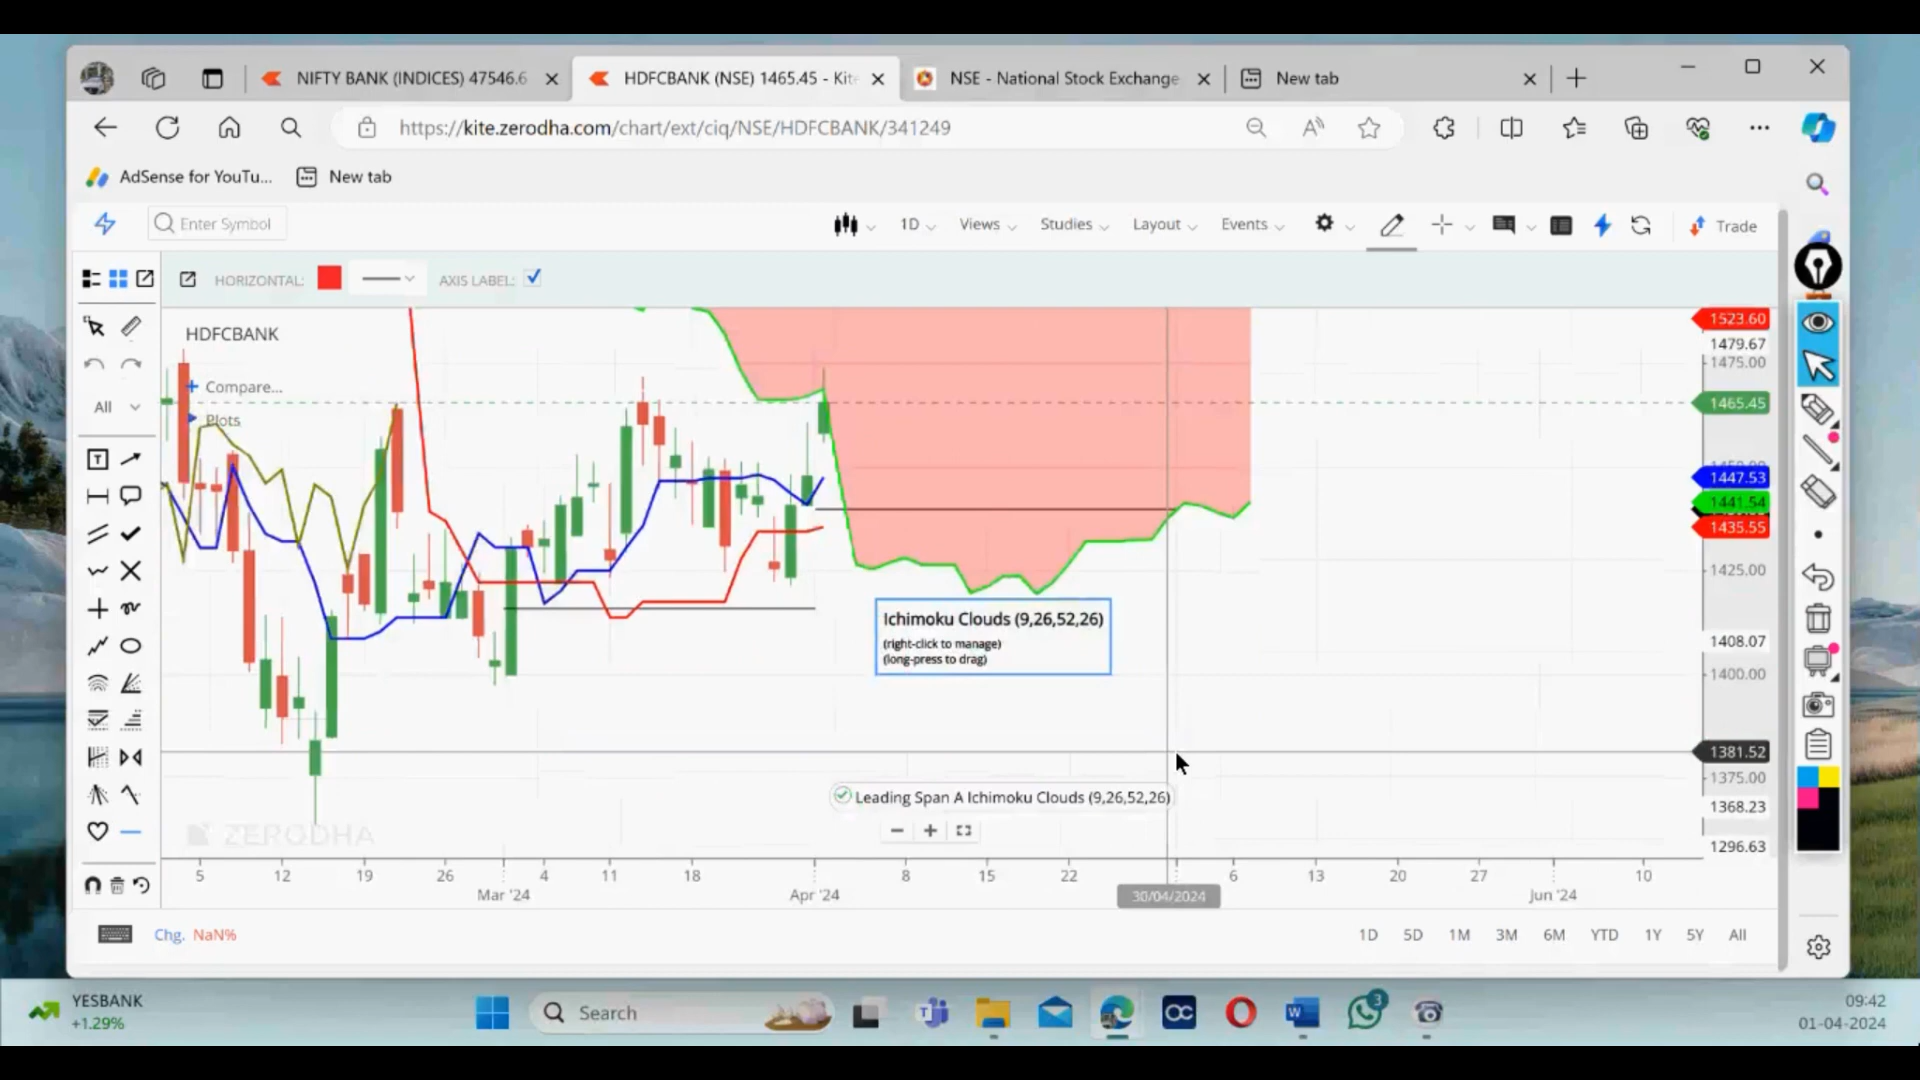 NIFTY BANK (INDICES) 47546.6
HDFCBANK (NSE) 1465.45 - Kite
NSE - National Stock Exchange
New tab
https://kite.zerodha.com/chart/ext/ciq/NSE/HDFCBANK/341249
AdSense for YouTu...
New tab
Enter Symbol
1D
Views
Studies
Layout
Events
Trade
HORIZONTAL:
AXIS LABEL:
HDFCBANK
Compare...
Plots
All
1523.60
1479.67
1475.00
1465.45
1447.53
1441.54
1435.55
1425.00
1408.07
1400.00
1381.52
1375.00
1368.23
1296.63
Ichimoku Clouds (9,26,52,26)
(right-click to manage)
(long-press to drag)
Leading Span A Ichimoku Clouds (9,26,52,26)
ZERODHA
5 12 19 26 4 11 18 8 15 22 6 13 20 27 10
Mar '24 Apr '24 30/04/2024 Jun '24
Chg. NaN%
1D 5D 1M 3M 6M YTD 1Y 5Y All
YESBANK
+1.29%
Search
3
09:42
01-04-2024